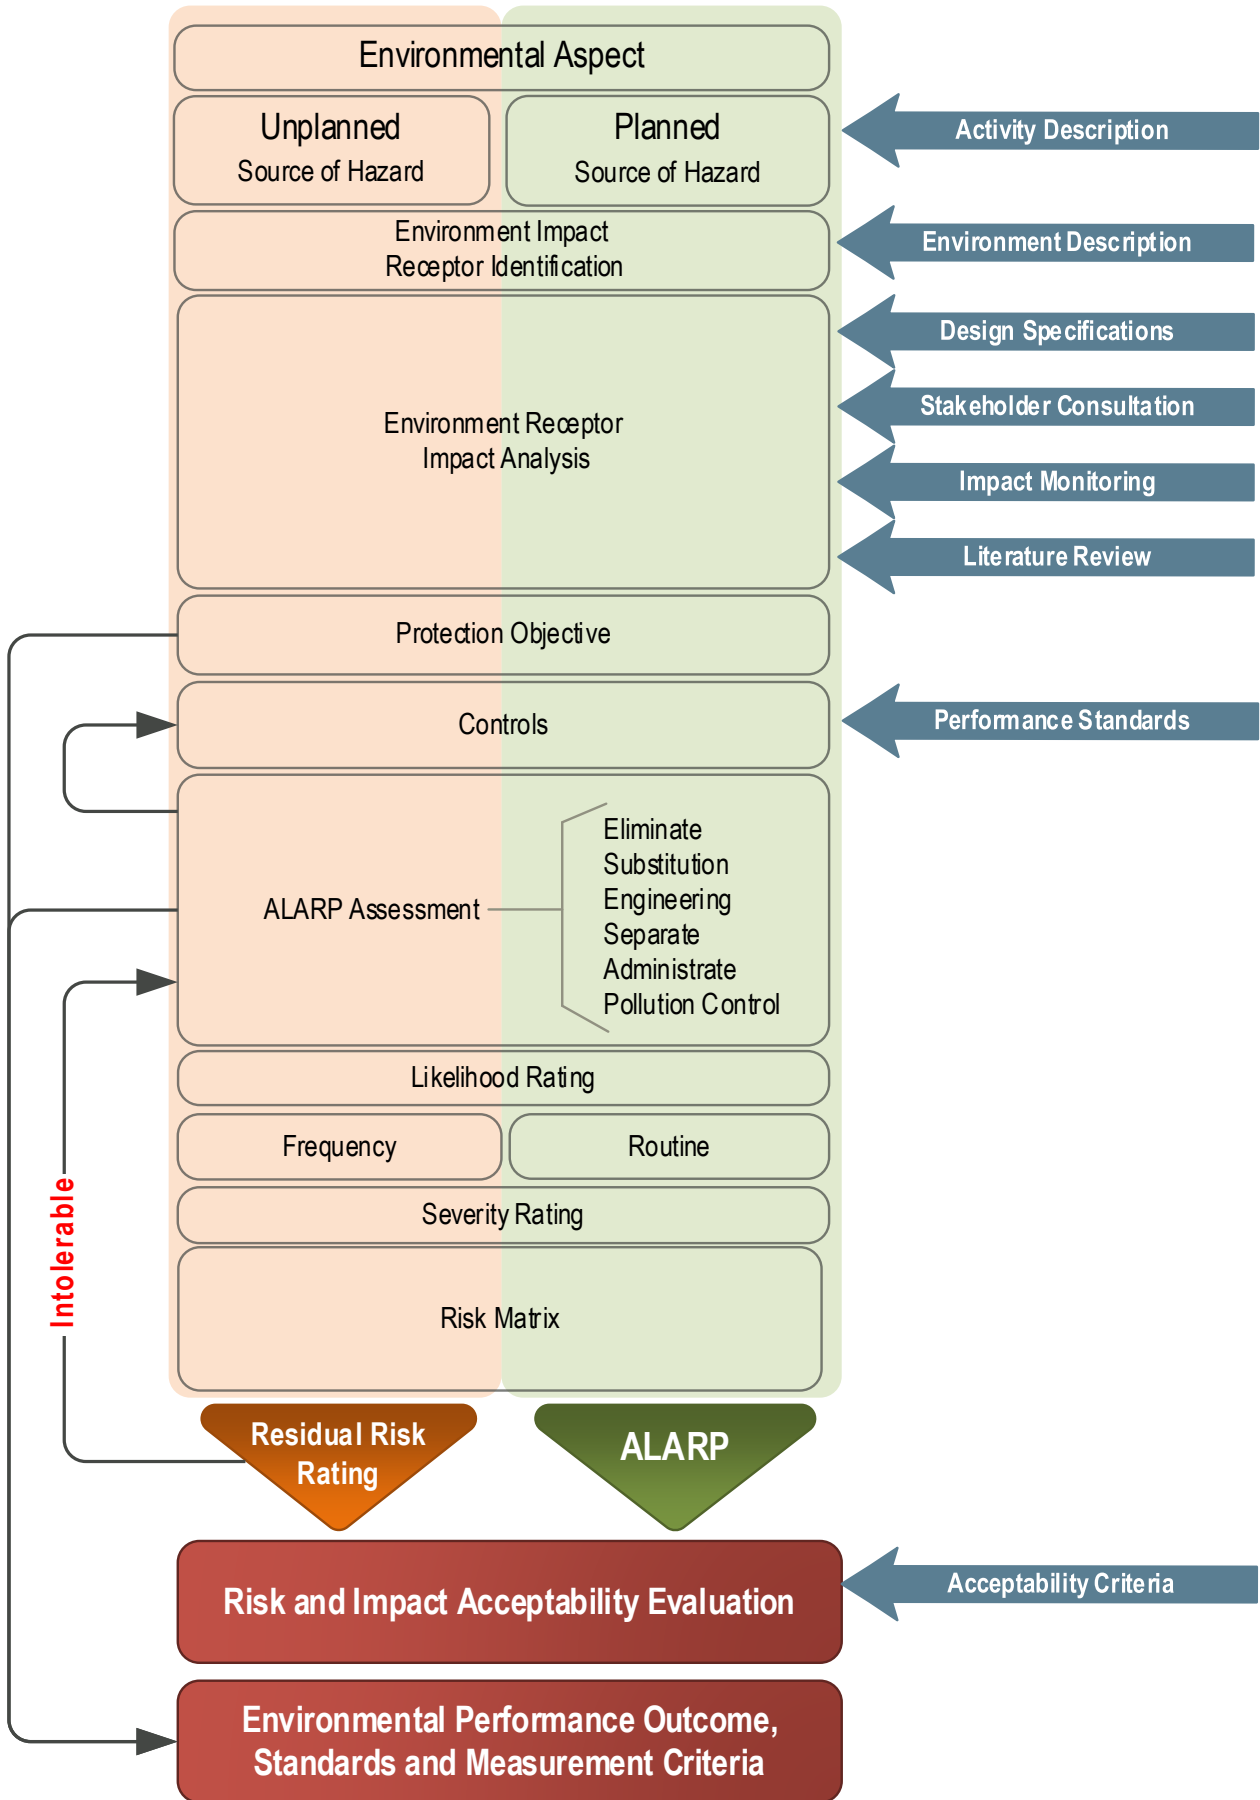 Environmental Aspect
Unplanned
Source of Hazard
Planned
Source of Hazard
Activity Description
Environment Impact
Receptor Identification
Environment Description
Design Specifications
Stakeholder Consultation
Environment Receptor
Impact Analysis
Impact Monitoring
Literature Review
Protection Objective
Controls
Performance Standards
ALARP Assessment
Eliminate
Substitution
Engineering
Separate
Administrate
Pollution Control
Likelihood Rating
Frequency
Routine
Intolerable
Severity Rating
Risk Matrix
Residual Risk
Rating
ALARP
Risk and Impact Acceptability Evaluation
Acceptability Criteria
Environmental Performance Outcome,
Standards and Measurement Criteria